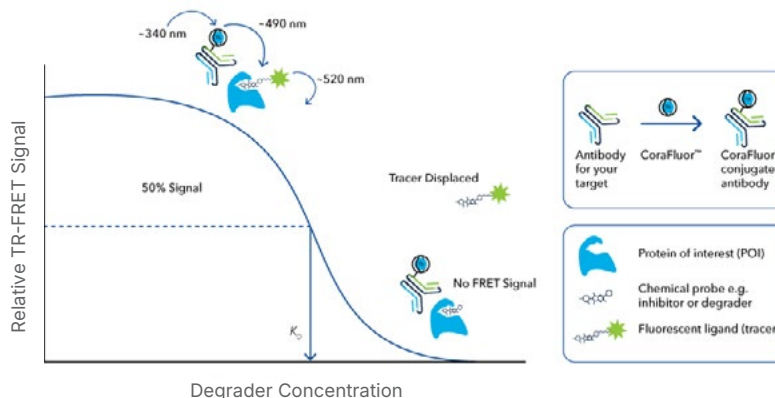 ~340 nm
~490 nm
~520 nm
Relative TR-FRET Signal
50% Signal
Tracer Displaced
No FRET Signal
K_D
Degrader Concentration
Antibody
for your
target
CoraFluor™
CoraFluor
conjugate
antibody
Protein of interest (POI)
Chemical probe e.g.
inhibitor or degrader
Fluorescent ligand (tracer